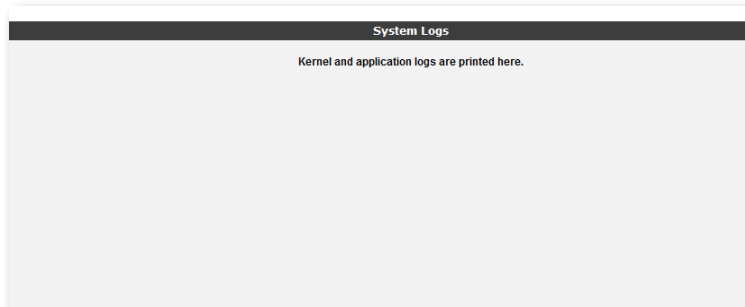 System Logs
Kernel and application logs are printed here.